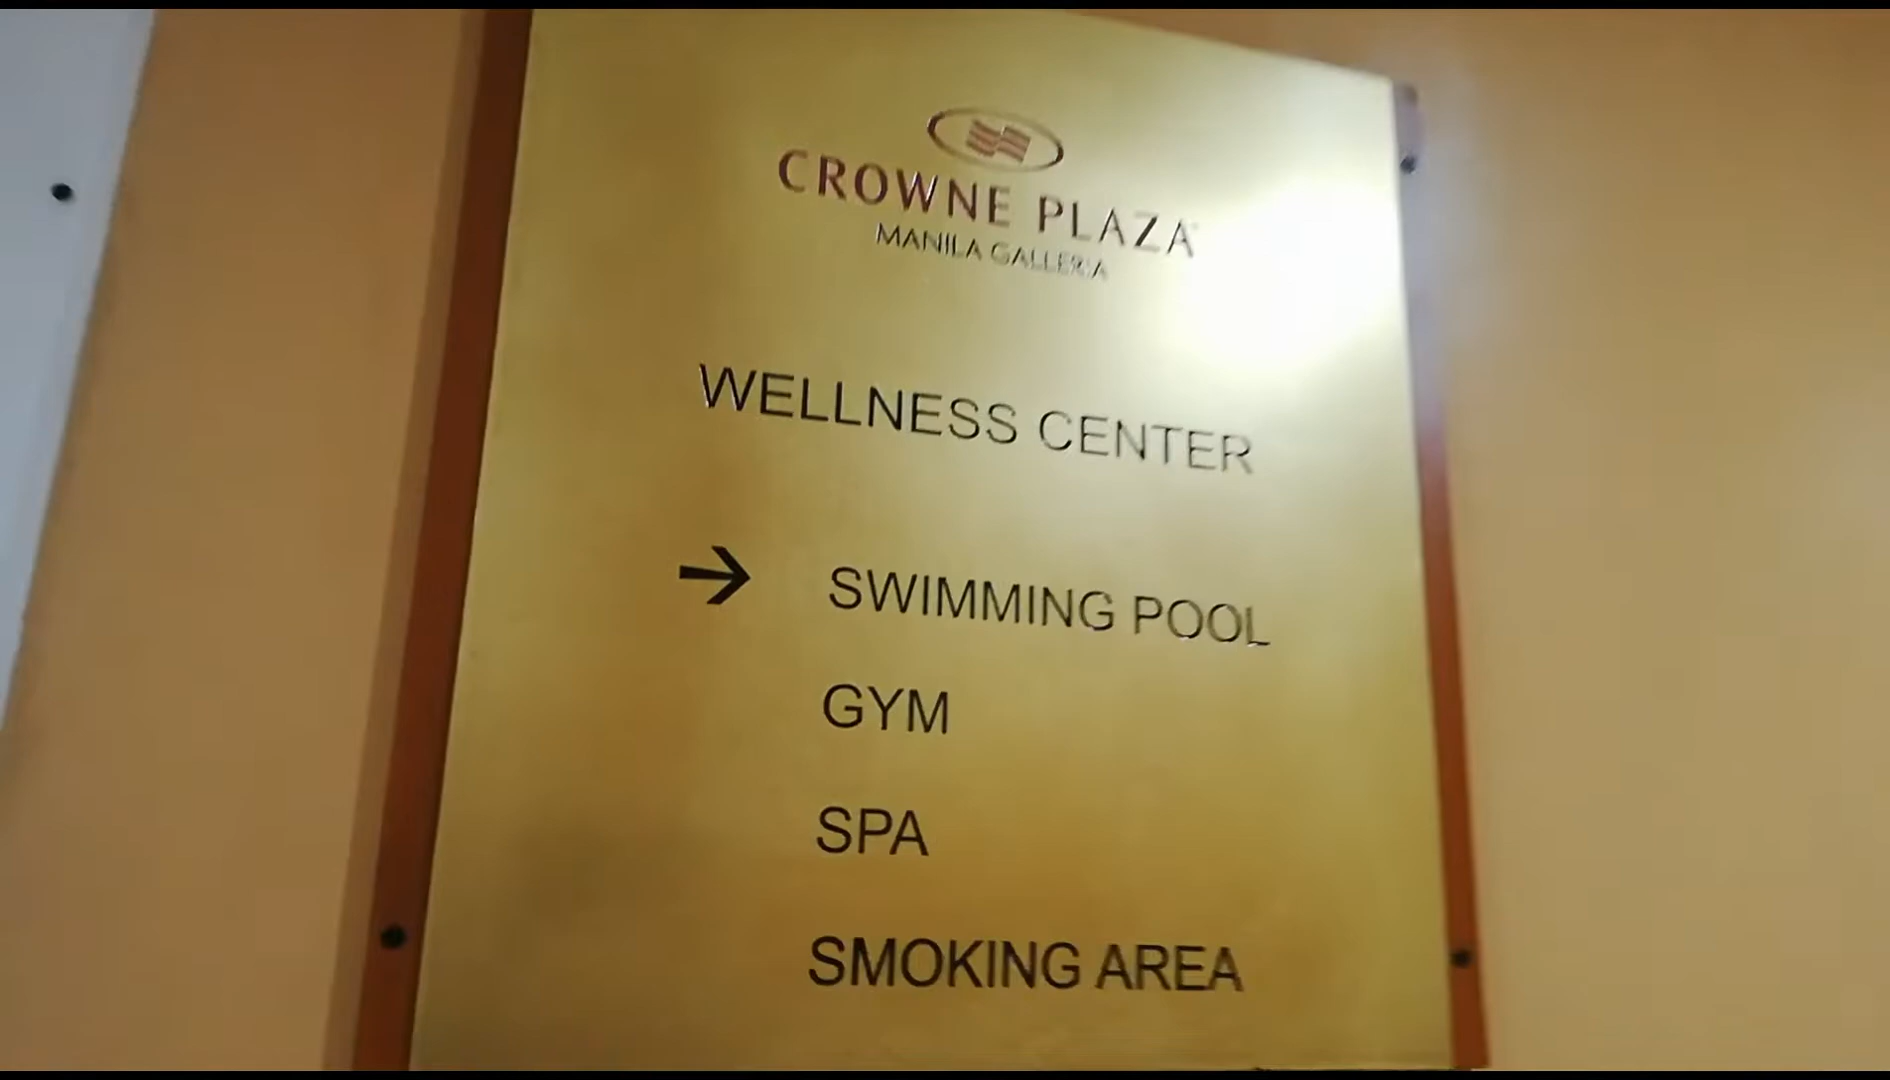 CROWNE PLAZA
MANILA GALLERIA
WELLNESS CENTER
→ SWIMMING POOL
GYM
SPA
SMOKING AREA